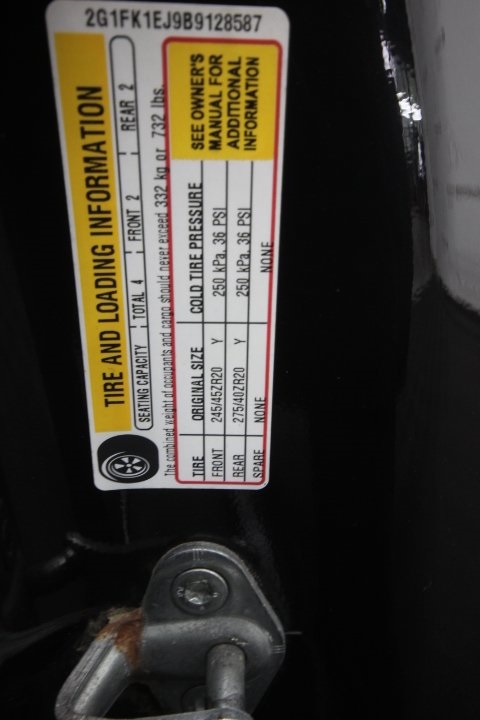 2G1FK1EJ9B9128587
TIRE AND LOADING INFORMATION
SEATING CAPACITY TOTAL 4 FRONT 2 REAR 2
The combined weight of occupants and cargo should never exceed 332 kg or 732 lbs.
TIRE ORIGINAL SIZE COLD TIRE PRESSURE
FRONT 245/45ZR20 Y 250 kPa, 36 PSI
REAR 275/40ZR20 Y 250 kPa, 36 PSI
SPARE NONE NONE
SEE OWNER'S
MANUAL FOR
ADDITIONAL
INFORMATION